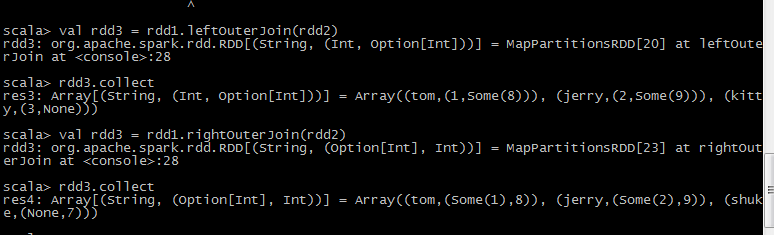 ^
scala> val rdd3 = rdd1.leftOuterJoin(rdd2)
rdd3: org.apache.spark.rdd.RDD[(String, (Int, Option[Int]))] = MapPartitionsRDD[20] at leftOute
rJoin at <console>:28
scala> rdd3.collect
res3: Array[(String, (Int, Option[Int]))] = Array((tom,(1,Some(8))), (jerry,(2,Some(9))), (kitt
y,(3,None)))
scala> val rdd3 = rdd1.rightOuterJoin(rdd2)
rdd3: org.apache.spark.rdd.RDD[(String, (Option[Int], Int))] = MapPartitionsRDD[23] at rightOut
erJoin at <console>:28
scala> rdd3.collect
res4: Array[(String, (Option[Int], Int))] = Array((tom,(Some(1),8)), (jerry,(Some(2),9)), (shuk
e,(None,7)))